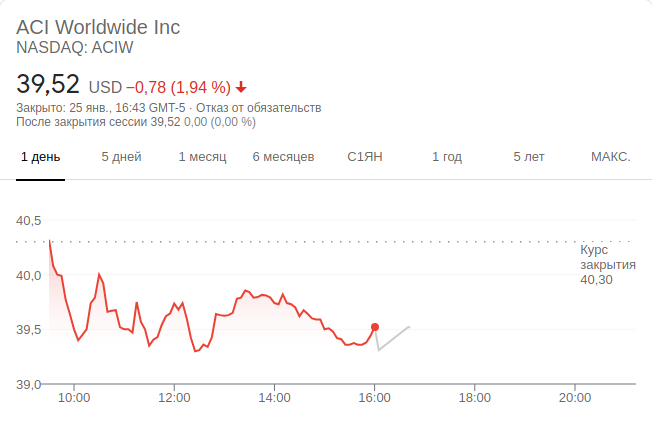 ACI Worldwide Inc
NASDAQ: ACIW
39,52 USD −0,78 (1,94 %)
Закрыто: 25 янв., 16:43 GMT-5 · Отказ от обязательств
После закрытия сессии 39,52 0,00 (0,00 %)
1 день 5 дней 1 месяц 6 месяцев С1ЯН 1 год 5 лет МАКС.
40,5
Курс
закрытия
40,30
40,0
39,5
39,0
10:00 12:00 14:00 16:00 18:00 20:00